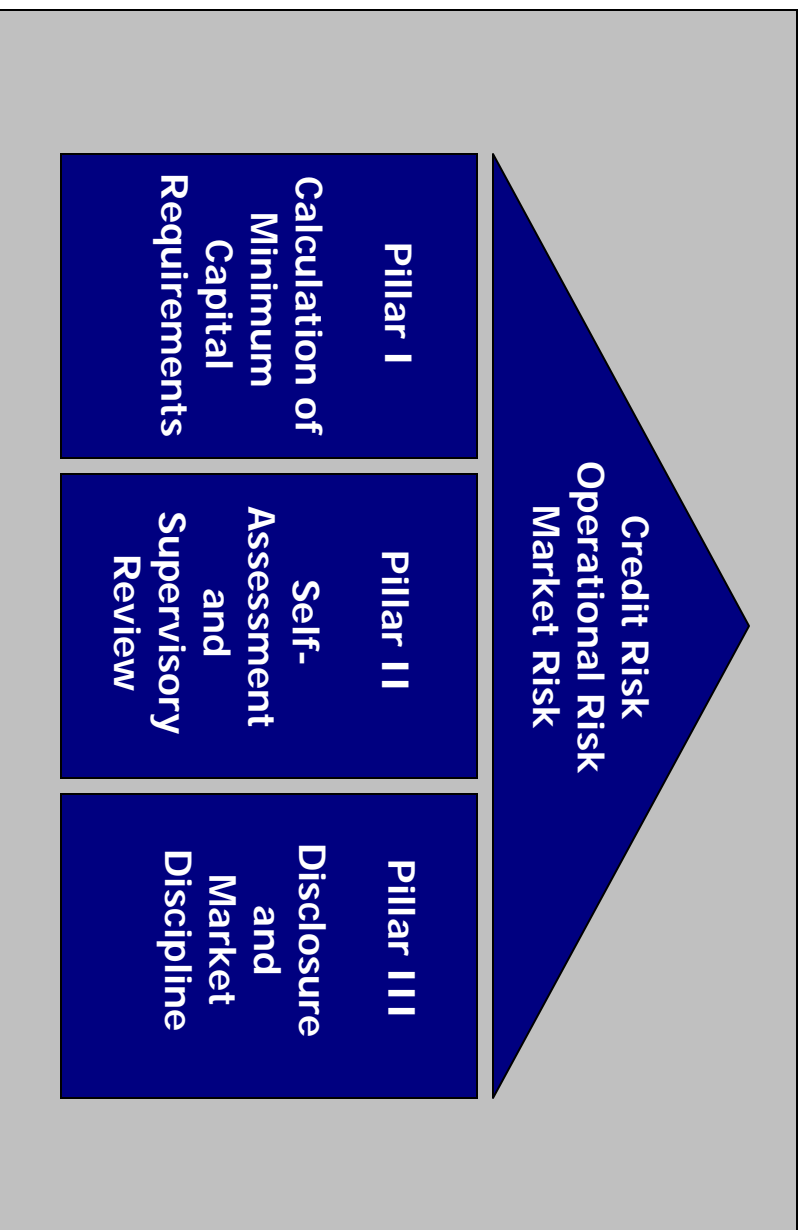 Credit Risk
Operational Risk
Market Risk
Pillar I
Calculation of
Minimum
Capital
Requirements
Pillar II
Self-
Assessment
and
Supervisory
Review
Pillar III
Disclosure
and
Market
Discipline